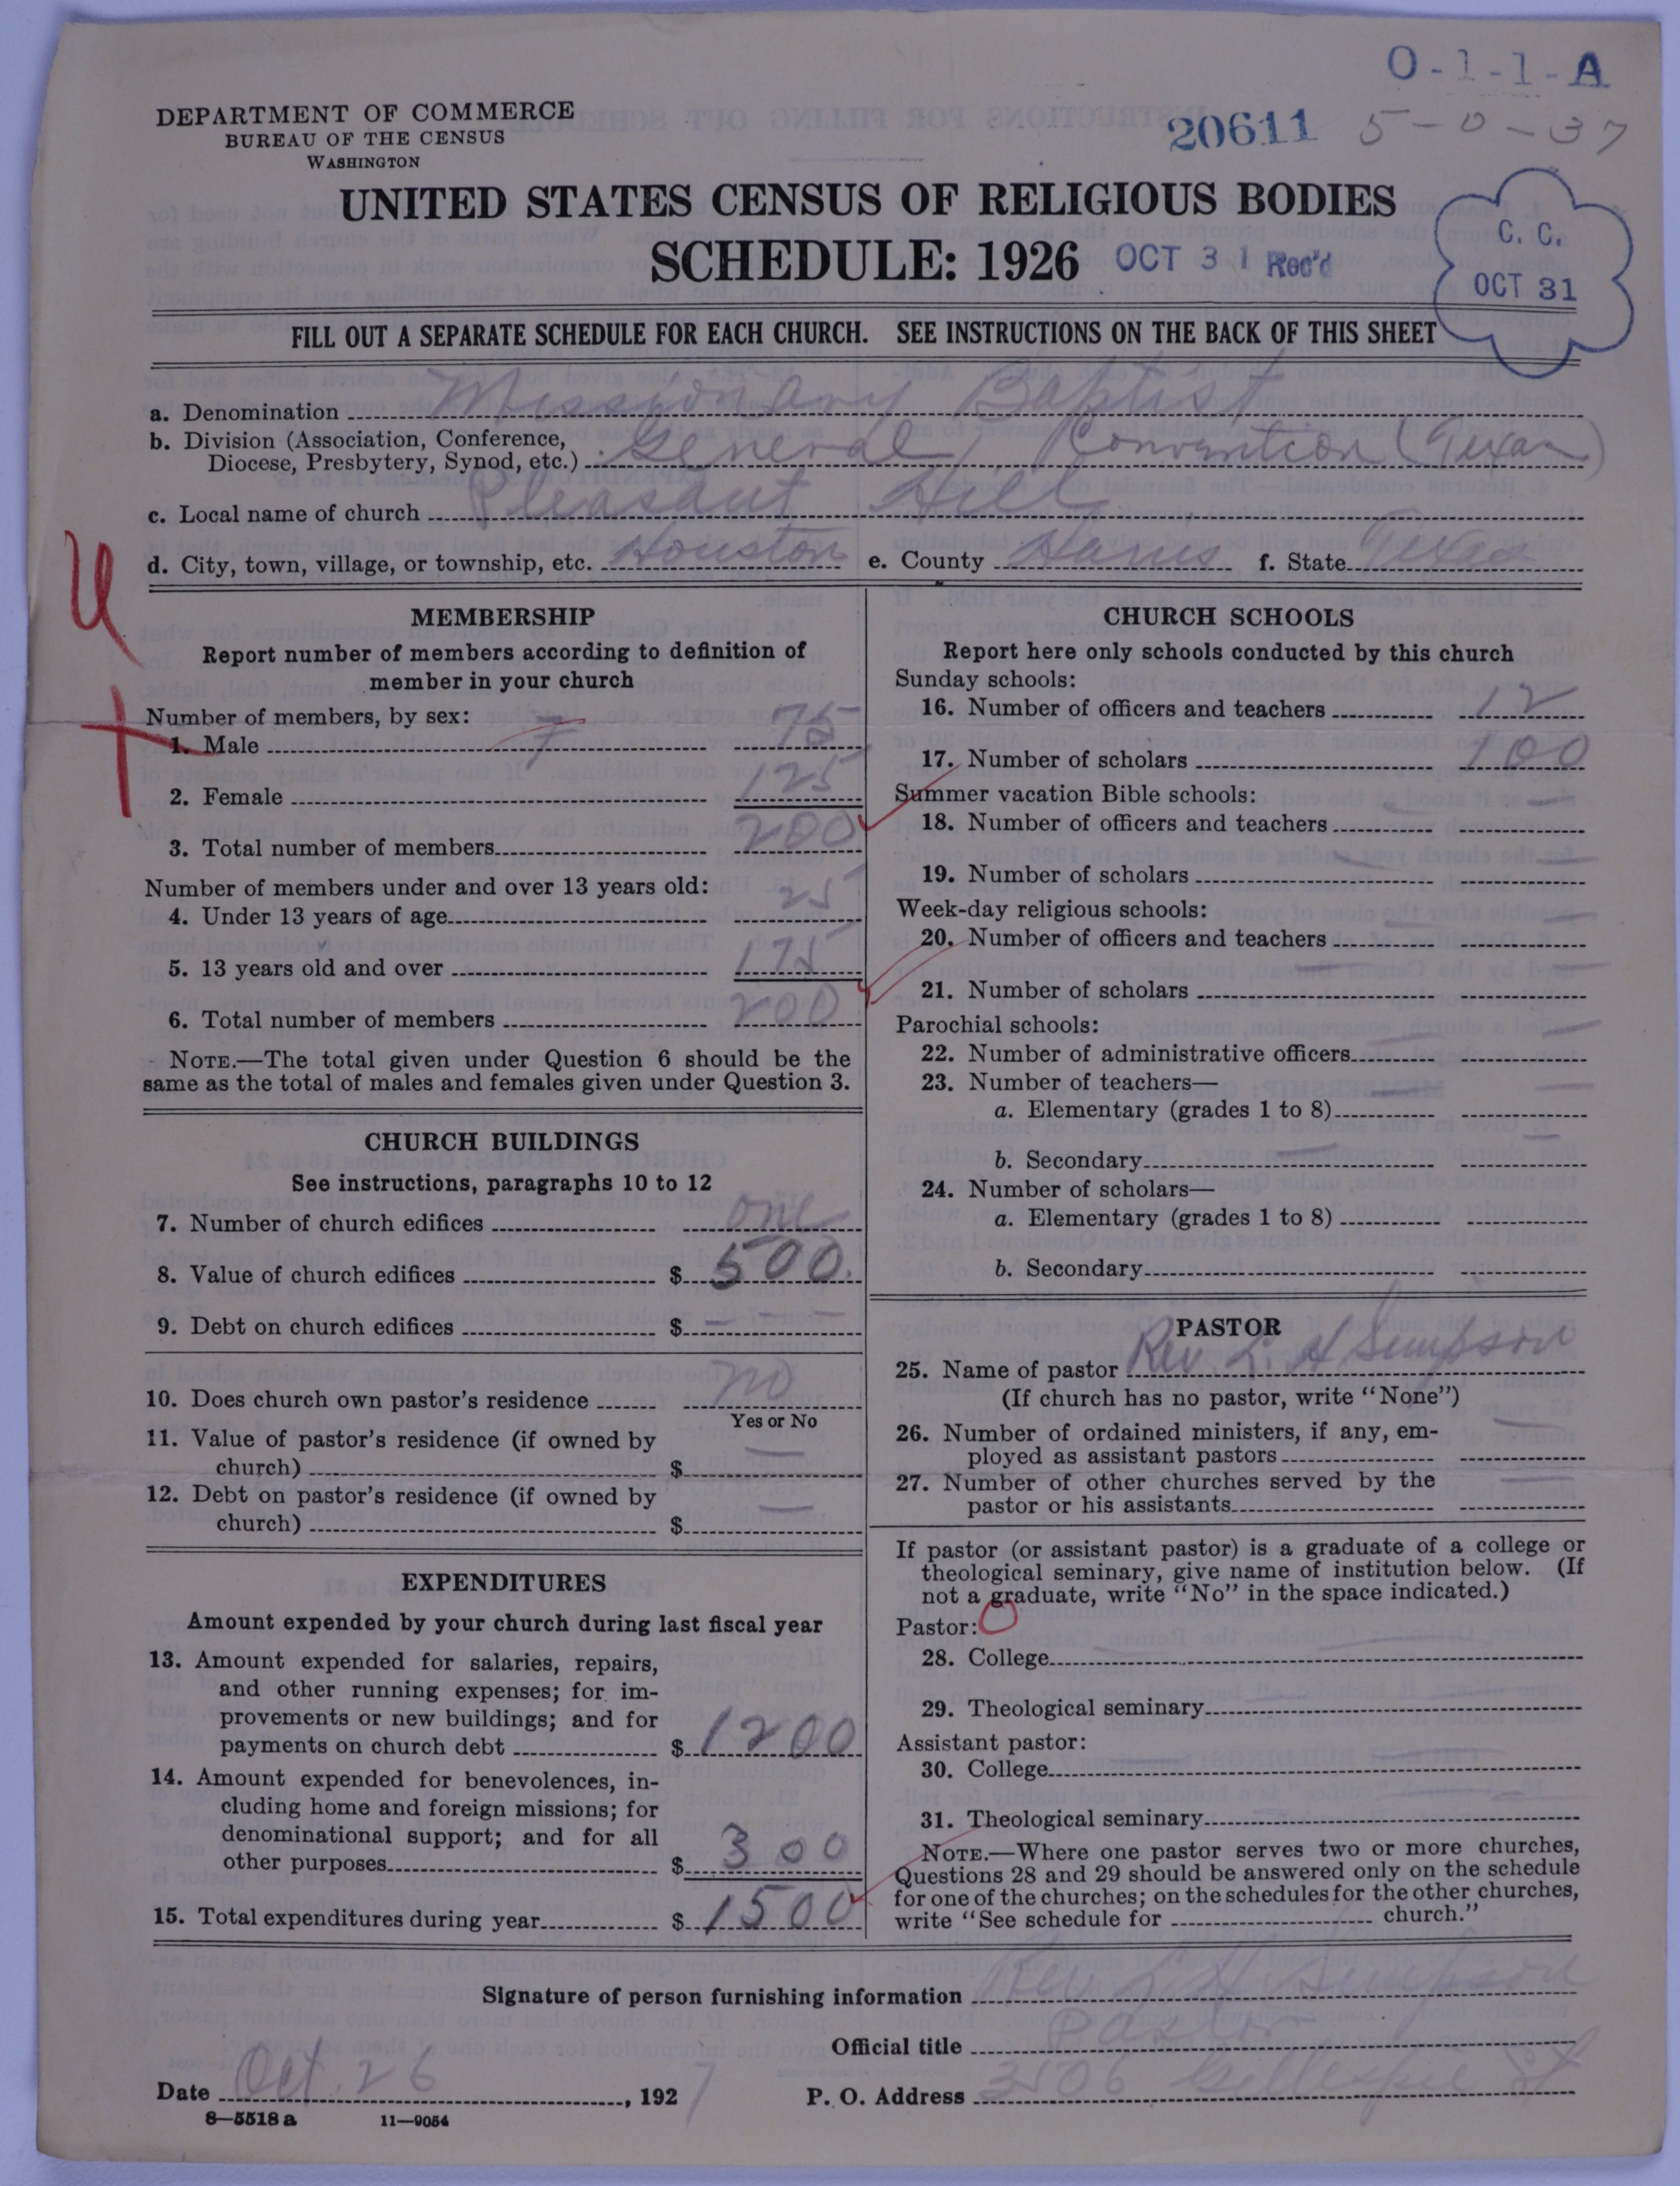 O-1-1-A
DEPARTMENT OF COMMERCE
BUREAU OF THE CENSUS
WASHINGTON
20611 5-0-37
UNITED STATES CENSUS OF RELIGIOUS BODIES
SCHEDULE: 1926 OCT 31 Rec'd
C. C.
OCT 31
FILL OUT A SEPARATE SCHEDULE FOR EACH CHURCH. SEE INSTRUCTIONS ON THE BACK OF THIS SHEET
a. Denomination Missionary Baptist
b. Division (Association, Conference,
Diocese, Presbytery, Synod, etc.) General Convention (Texas)
c. Local name of church Pleasant Hill
d. City, town, village, or township, etc. Houston e. County Harris f. State Texas
MEMBERSHIP
Report number of members according to definition of
member in your church
Number of members, by sex:
1. Male 75
2. Female 125
3. Total number of members 200
Number of members under and over 13 years old:
4. Under 13 years of age 25
5. 13 years old and over 175
6. Total number of members 200
NOTE.—The total given under Question 6 should be the
same as the total of males and females given under Question 3.
CHURCH BUILDINGS
See instructions, paragraphs 10 to 12
7. Number of church edifices one
8. Value of church edifices $ 500.
9. Debt on church edifices $ — — —
10. Does church own pastor's residence no
Yes or No
11. Value of pastor's residence (if owned by
church) $ —
12. Debt on pastor's residence (if owned by
church) $ —
EXPENDITURES
Amount expended by your church during last fiscal year
13. Amount expended for salaries, repairs,
and other running expenses; for im-
provements or new buildings; and for
payments on church debt $ 1200
14. Amount expended for benevolences, in-
cluding home and foreign missions; for
denominational support; and for all
other purposes $ 300
15. Total expenditures during year $ 1500
CHURCH SCHOOLS
Report here only schools conducted by this church
Sunday schools:
16. Number of officers and teachers 12
17. Number of scholars 100
Summer vacation Bible schools:
18. Number of officers and teachers
19. Number of scholars
Week-day religious schools:
20. Number of officers and teachers
21. Number of scholars
Parochial schools:
22. Number of administrative officers
23. Number of teachers—
a. Elementary (grades 1 to 8)
b. Secondary
24. Number of scholars—
a. Elementary (grades 1 to 8)
b. Secondary
PASTOR
25. Name of pastor Rev. L. H Simpson
(If church has no pastor, write "None")
26. Number of ordained ministers, if any, em-
ployed as assistant pastors
27. Number of other churches served by the
pastor or his assistants
If pastor (or assistant pastor) is a graduate of a college or
theological seminary, give name of institution below. (If
not a graduate, write "No" in the space indicated.)
Pastor:
28. College
29. Theological seminary
Assistant pastor:
30. College
31. Theological seminary
NOTE.—Where one pastor serves two or more churches,
Questions 28 and 29 should be answered only on the schedule
for one of the churches; on the schedules for the other churches,
write "See schedule for church."
Signature of person furnishing information Rev L. H. Simpson
Official title Pastor
Date Oct. 26, 1927 P. O. Address 3506 Gillespie St
8—5518 a 11—9054